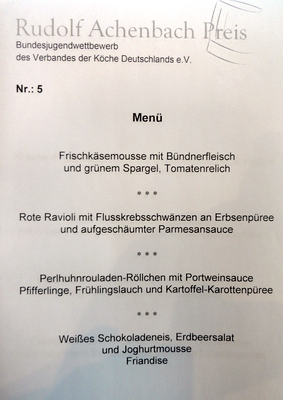 Rudolf Achenbach Preis
Bundesjugendwettbewerb
des Verbandes der Köche Deutschlands e.V.
Nr.: 5
Menü
Frischkäsemousse mit Bündnerfleisch
und grünem Spargel, Tomatenrelich
* * *
Rote Ravioli mit Flusskrebsschwänzen an Erbsenpüree
und aufgeschäumter Parmesansauce
* * *
Perlhuhnrouladen-Röllchen mit Portweinsauce
Pfifferlinge, Frühlingslauch und Kartoffel-Karottenpüree
* * *
Weißes Schokoladeneis, Erdbeersalat
und Joghurtmousse
Friandise